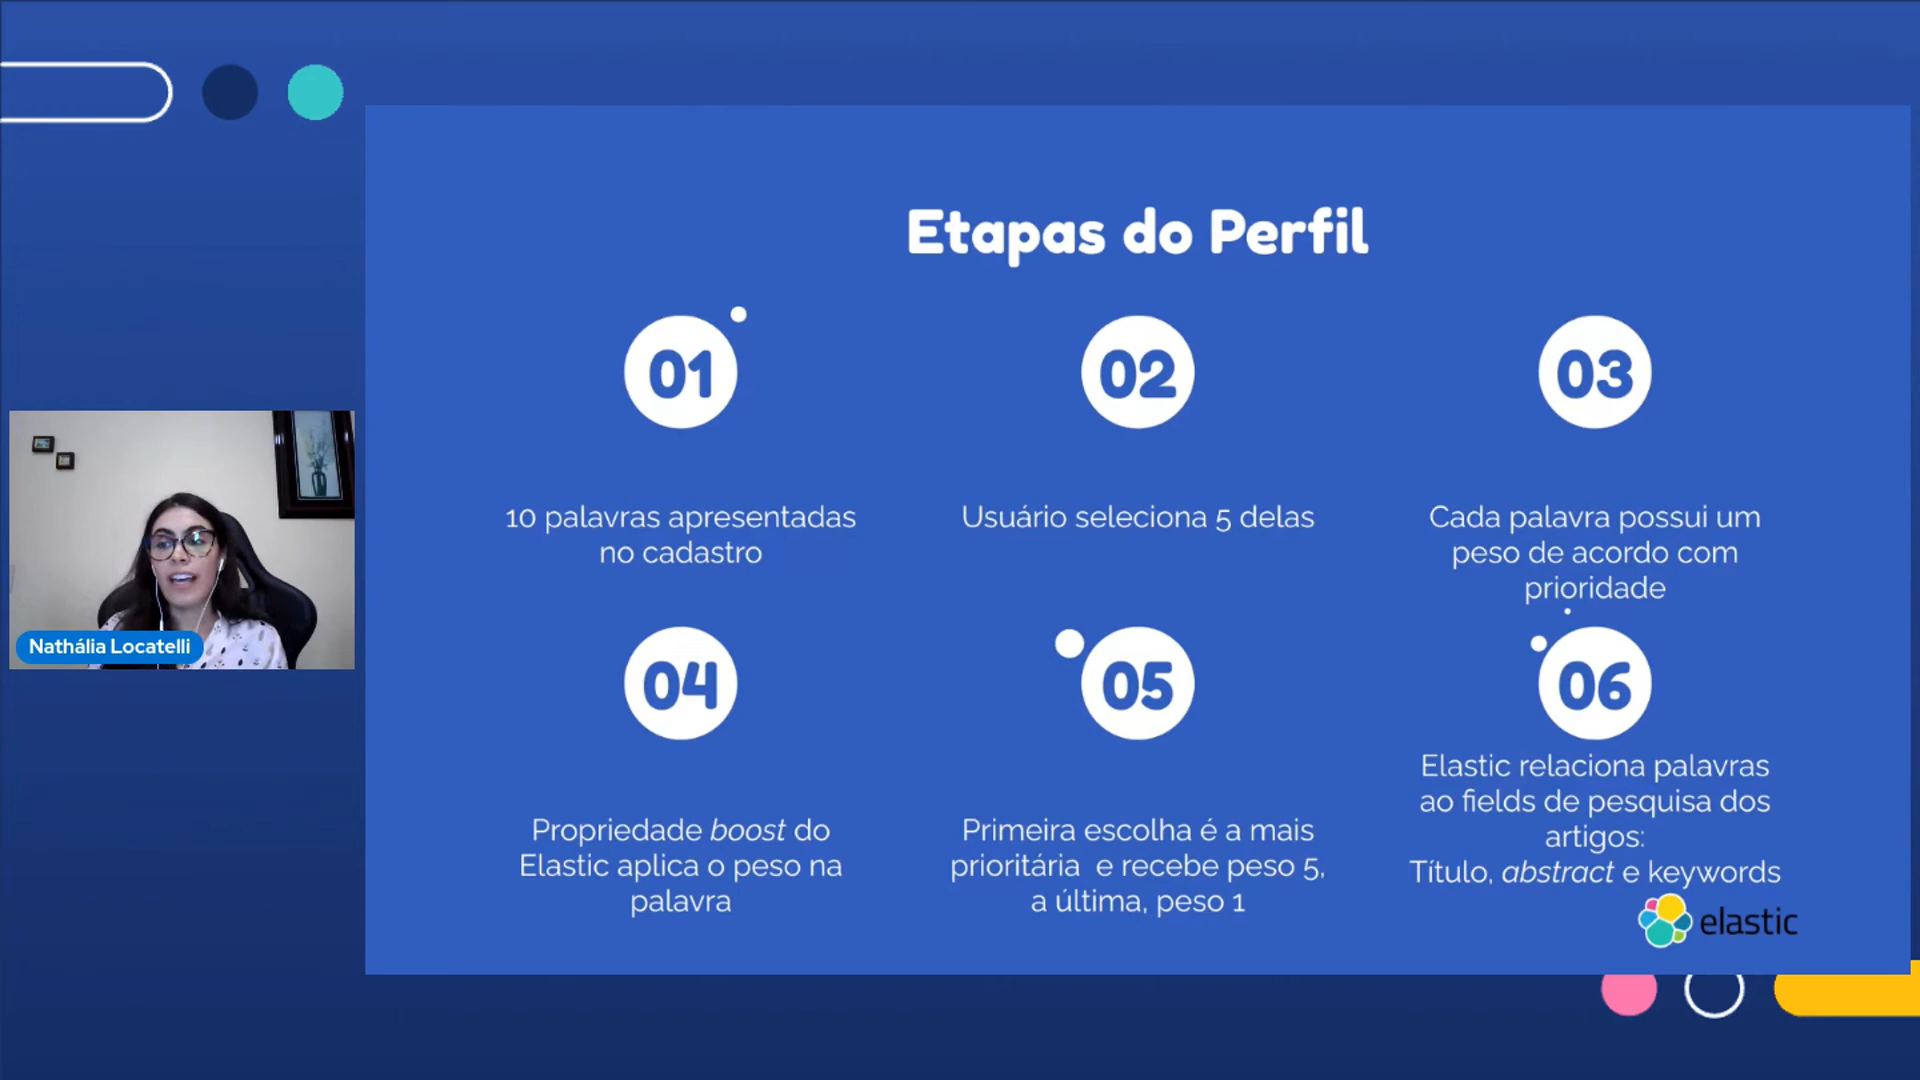 Etapas do Perfil
01
02
03
10 palavras apresentadas
no cadastro
Usuário seleciona 5 delas
Cada palavra possui um
peso de acordo com
prioridade
04
05
06
Propriedade boost do
Elastic aplica o peso na
palavra
Primeira escolha é a mais
prioritária e recebe peso 5,
a última, peso 1
Elastic relaciona palavras
ao fields de pesquisa dos
artigos:
Título, abstract e keywords
elastic
Nathália Locatelli